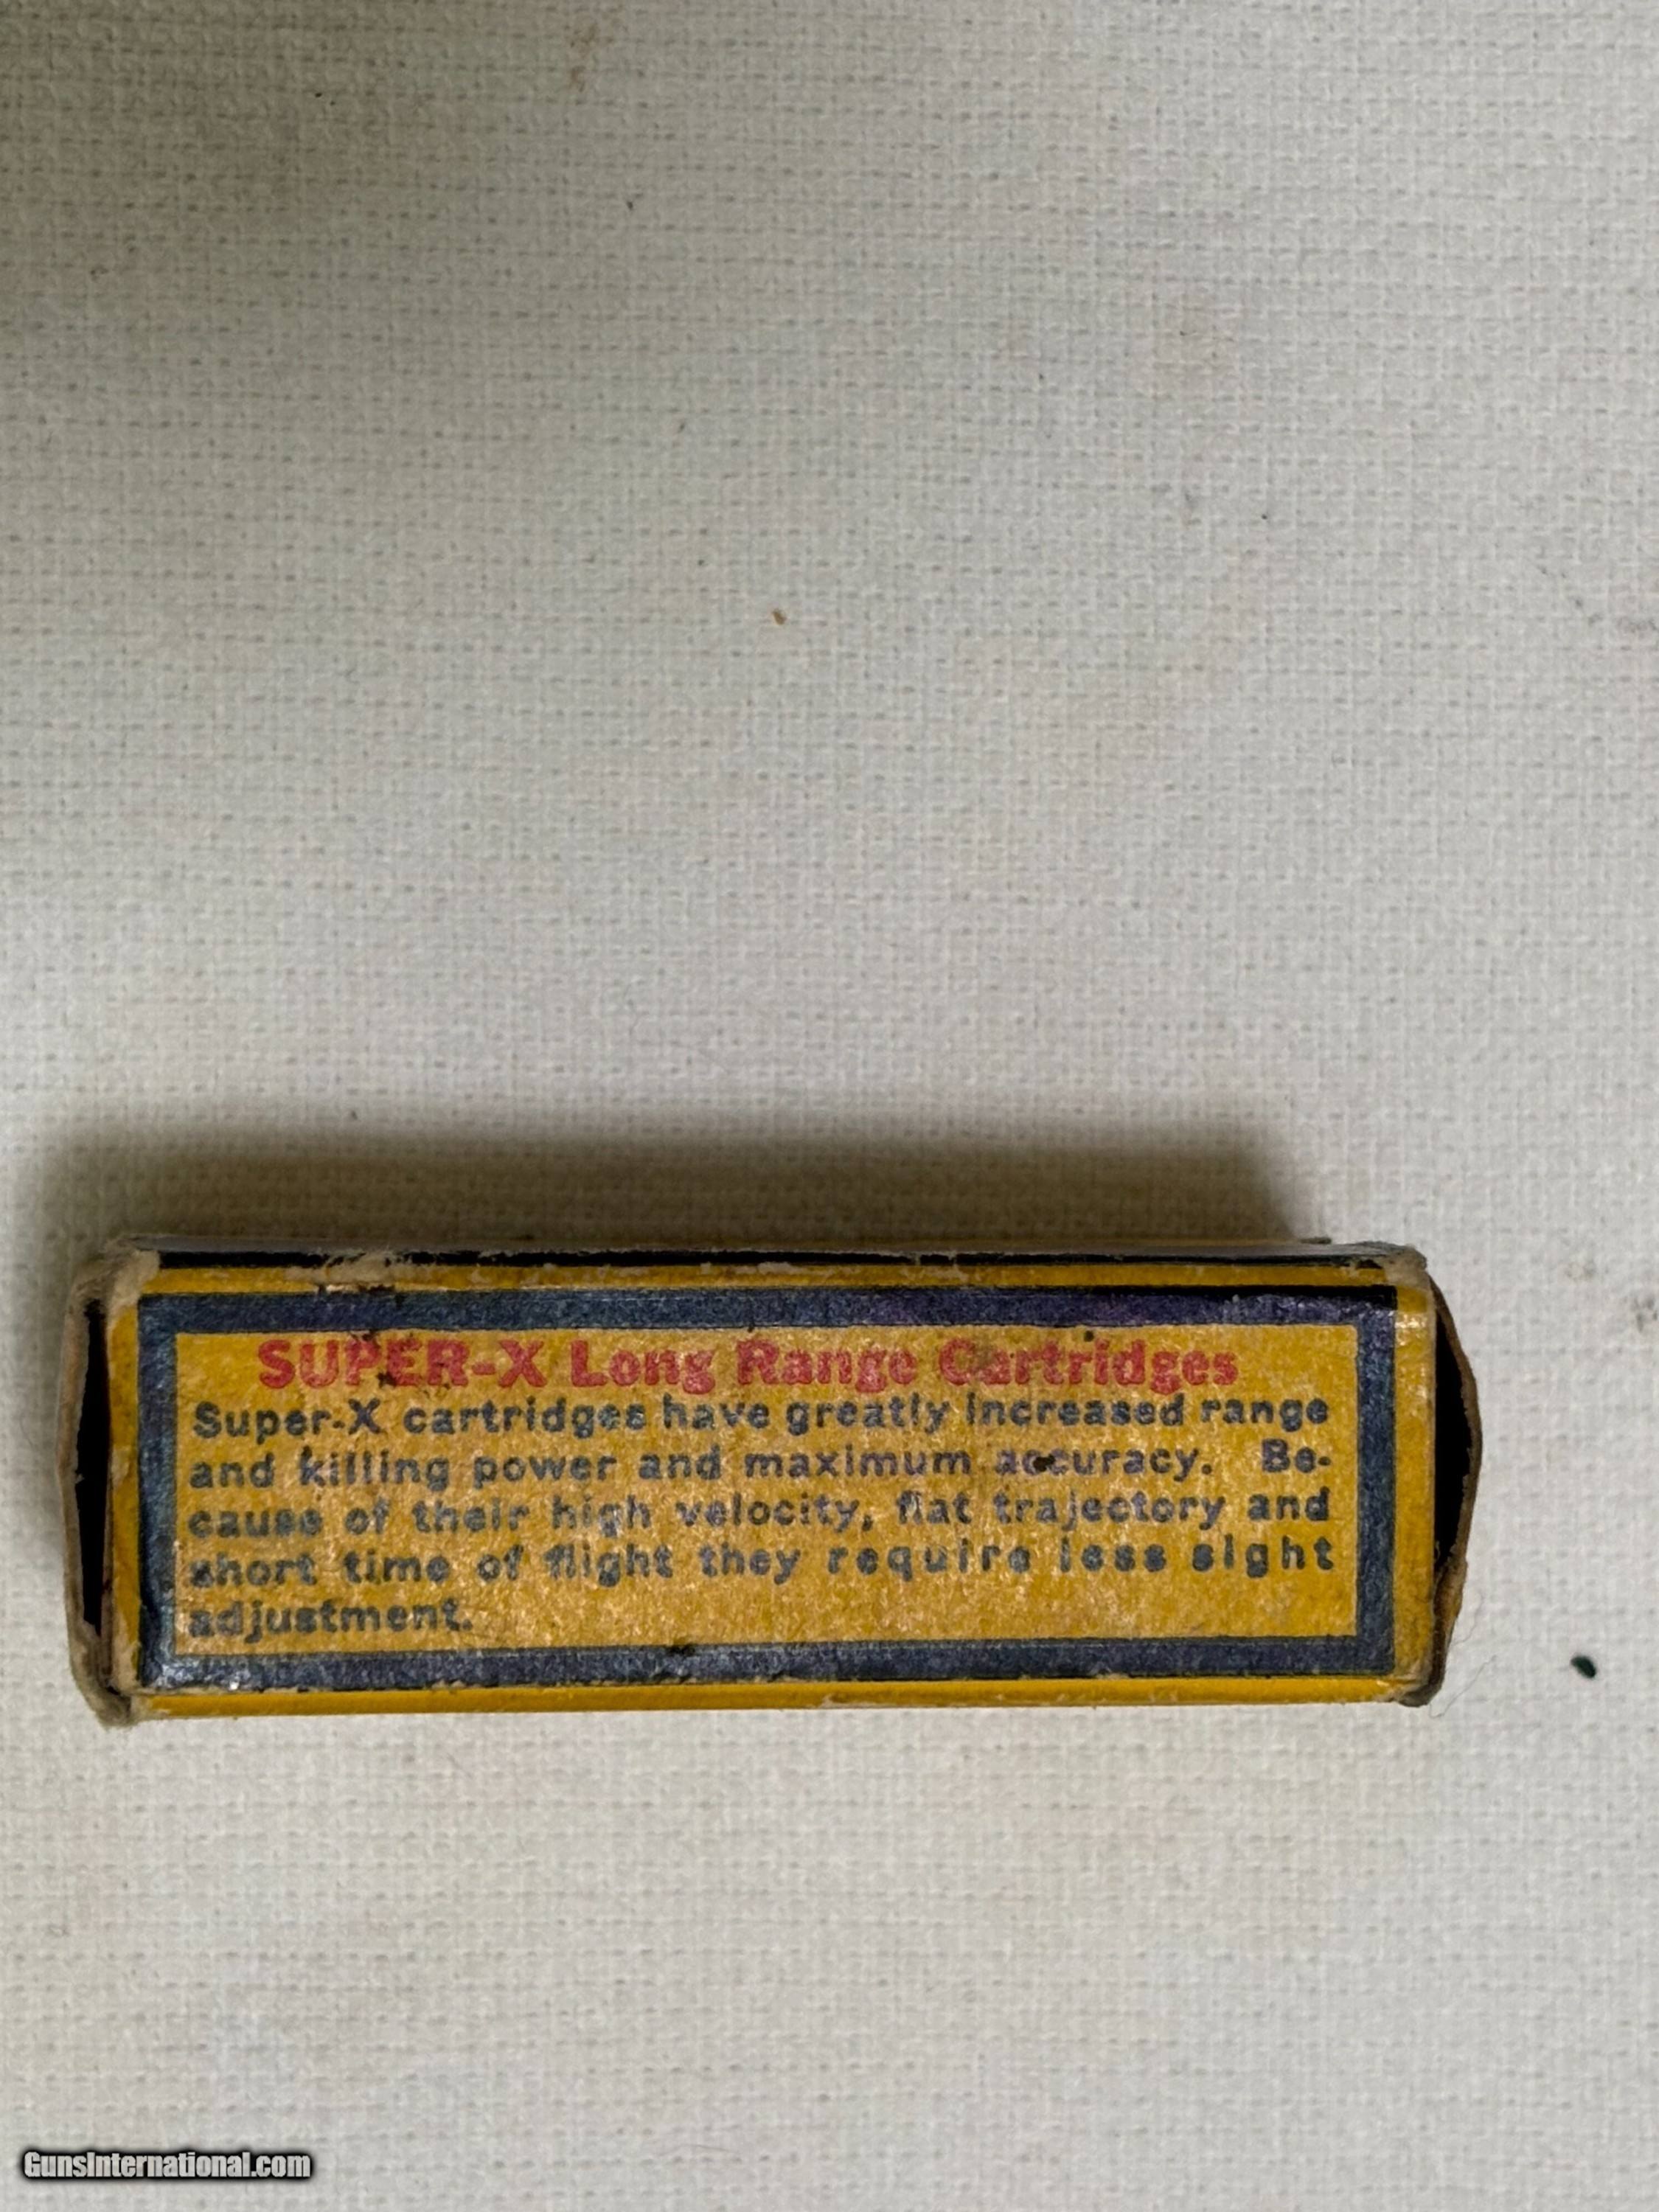 SUPER-X Long Range Cartridges
Super-X cartridges have greatly increased range
and killing power and maximum accuracy. Be-
cause of their high velocity, flat trajectory and
short time of flight they require less sight
adjustment.
GunsInternational.com